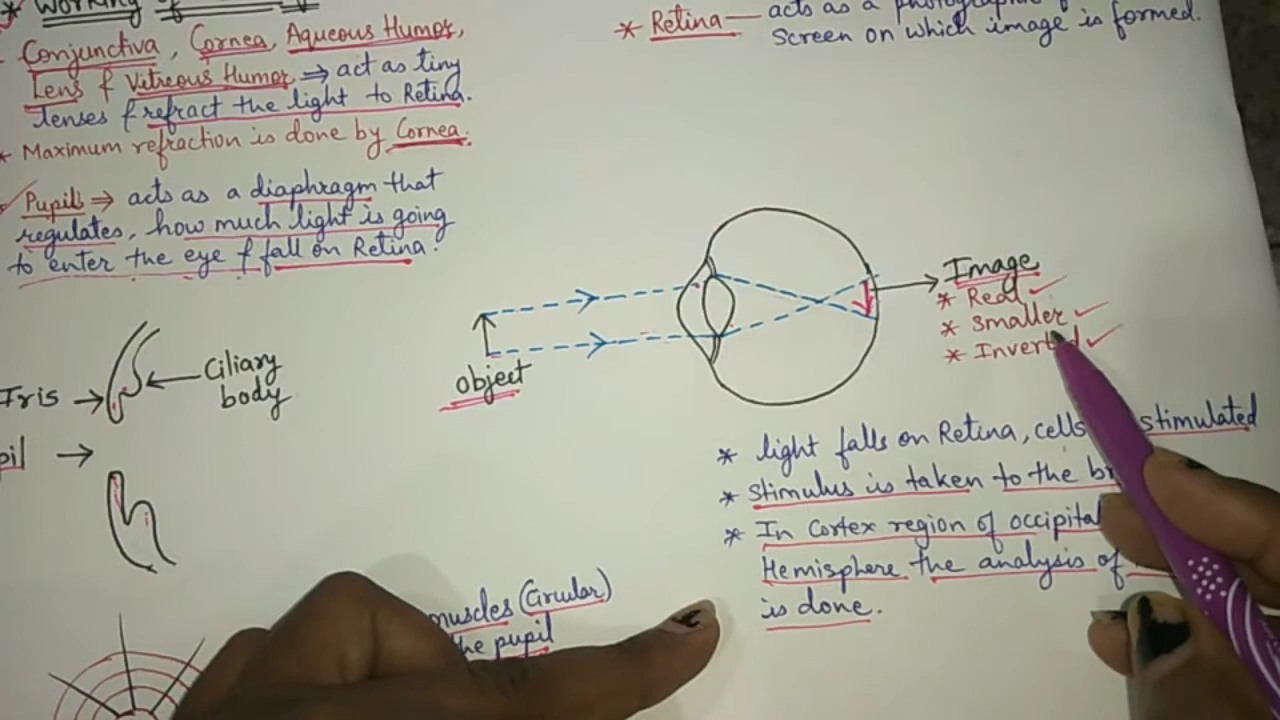 * Working of
Conjunctiva, Cornea, Aqueous Humor,
Lens & Vitreous Humor ⇒ act as tiny
lenses & refract the light to Retina.
* Maximum refraction is done by Cornea.
Pupil ⇒ acts as a diaphragm that
regulates, how much light is going
to enter the eye & fall on Retina.
Iris →
← Ciliary
body
→
muscles (Circular)
the pupil
* Retina — acts as a photographic
Screen on which image is formed.
object
→ Image
* Real ✓
* Smaller ✓
* Inverted ✓
* light falls on Retina, cells stimulated
* Stimulus is taken to the
* In Cortex region of occipital
Hemisphere the analysis of
is done.